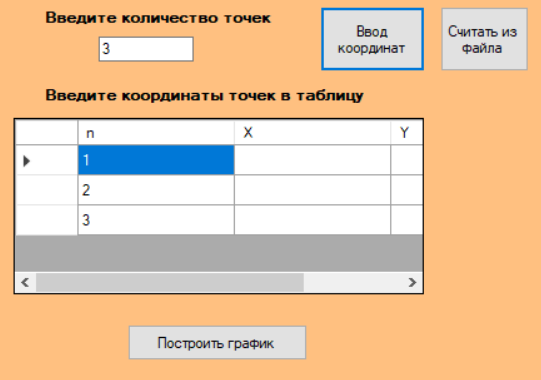 Введите количество точек
3
Ввод
координат
Считать из
файла
Введите координаты точек в таблицу
n X Y
1
2
3
Построить график